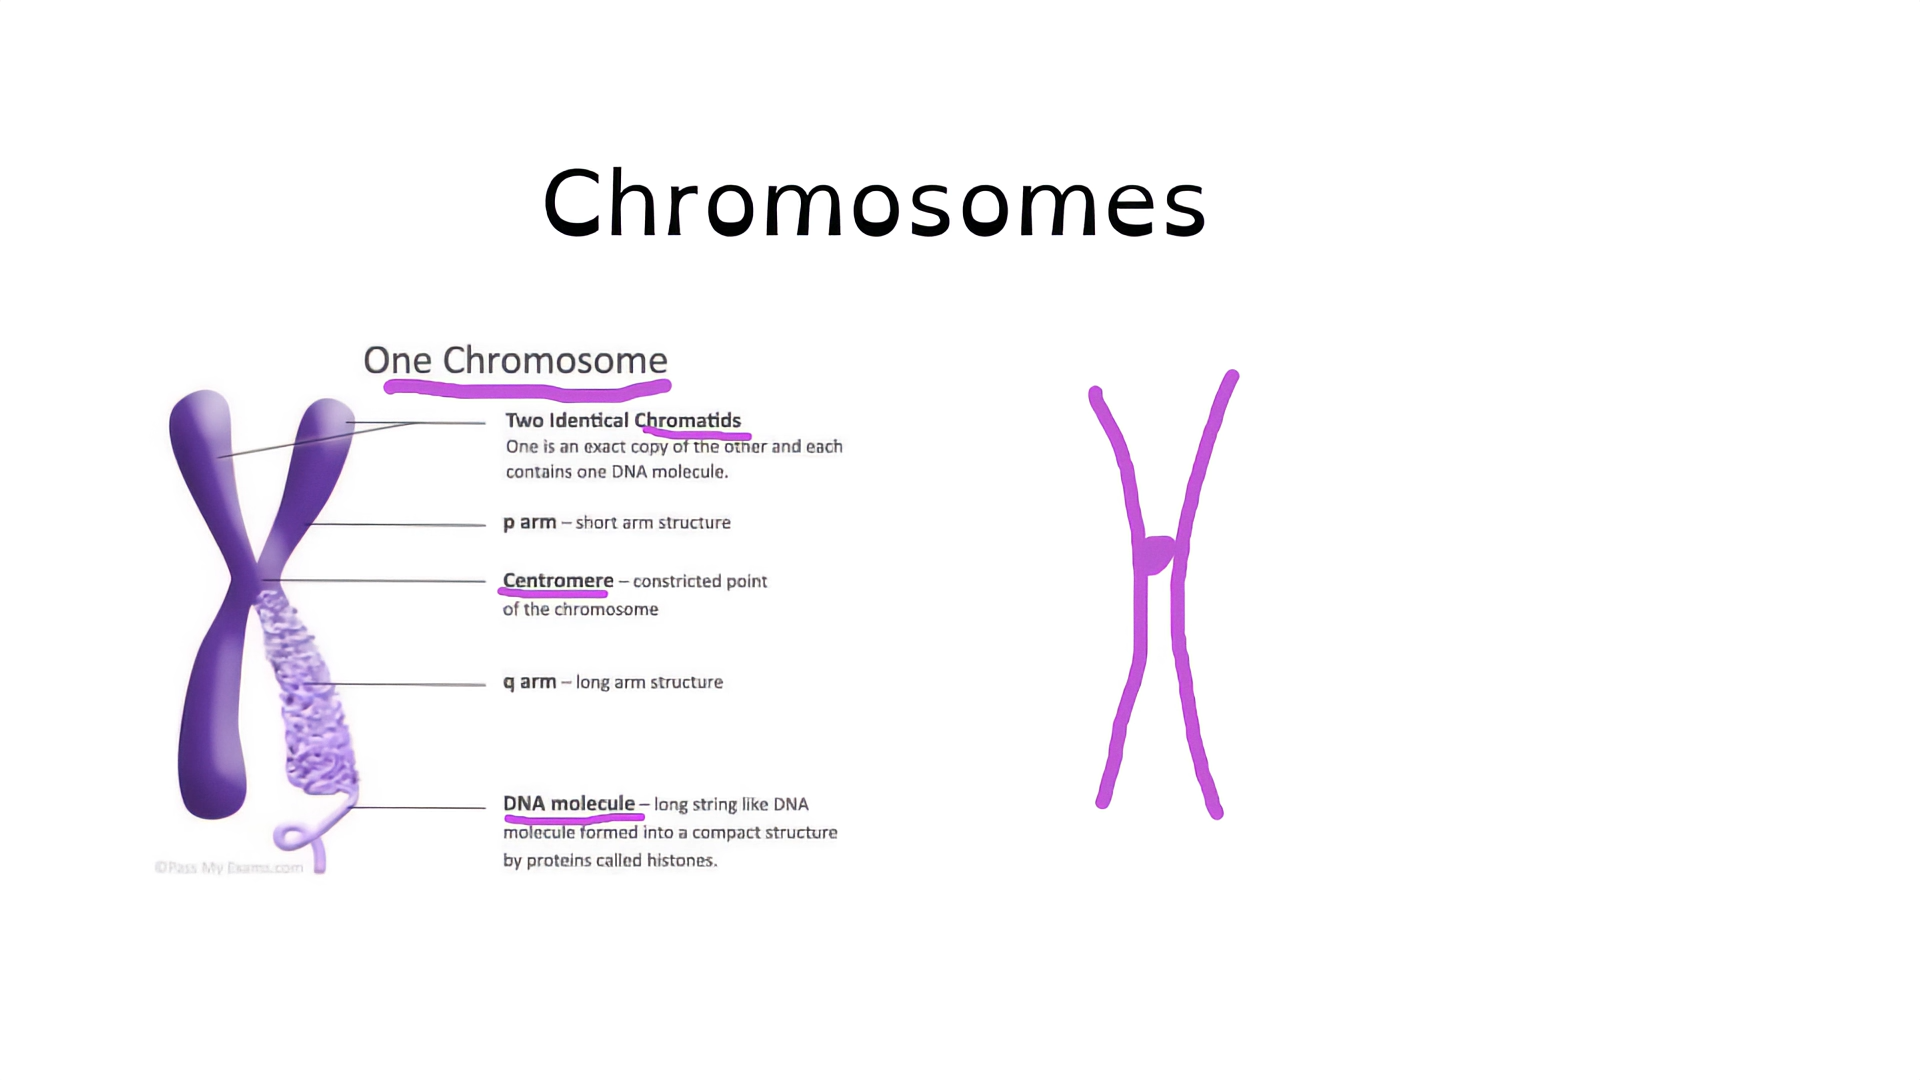 Chromosomes
One Chromosome
Two Identical Chromatids
One is an exact copy of the other and each
contains one DNA molecule.
p arm – short arm structure
Centromere – constricted point
of the chromosome
q arm – long arm structure
DNA molecule – long string like DNA
molecule formed into a compact structure
by proteins called histones.
©Pass My Exams.com